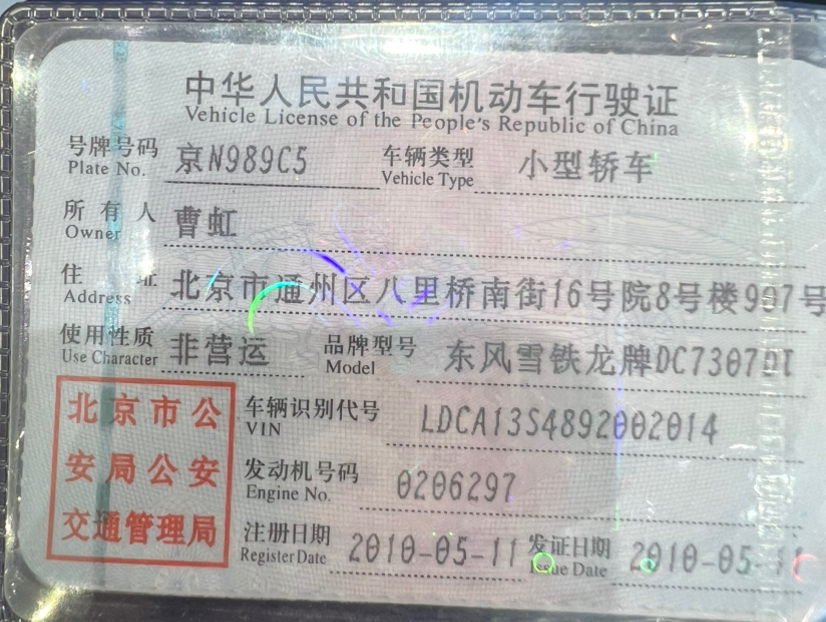 中华人民共和国机动车行驶证
Vehicle License of the People's Republic of China
号牌号码 京N989C5 车辆类型 小型轿车
Plate No. Vehicle Type
所有人 曹虹
Owner
住址 北京市通州区八里桥南街16号院8号楼907号
Address
使用性质 非营运 品牌型号 东风雪铁龙牌DC7307DT
Use Character Model
北京市公
安局公安
交通管理局
车辆识别代号 LDCA13S4892002014
VIN
发动机号码 0206297
Engine No.
注册日期 2010-05-11 发证日期 2010-05-11
Register Date Issue Date